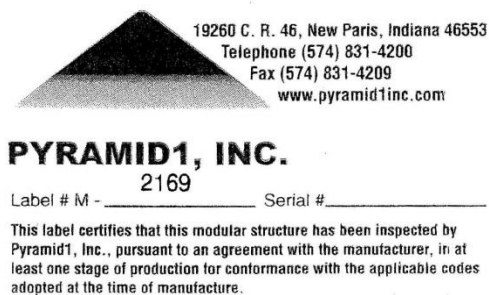 19260 C. R. 46, New Paris, Indiana 46553
Telephone (574) 831-4200
Fax (574) 831-4209
www.pyramid1inc.com
PYRAMID1, INC.
2169
Label # M - Serial #
This label certifies that this modular structure has been inspected by
Pyramid1, Inc., pursuant to an agreement with the manufacturer, in at
least one stage of production for conformance with the applicable codes
adopted at the time of manufacture.